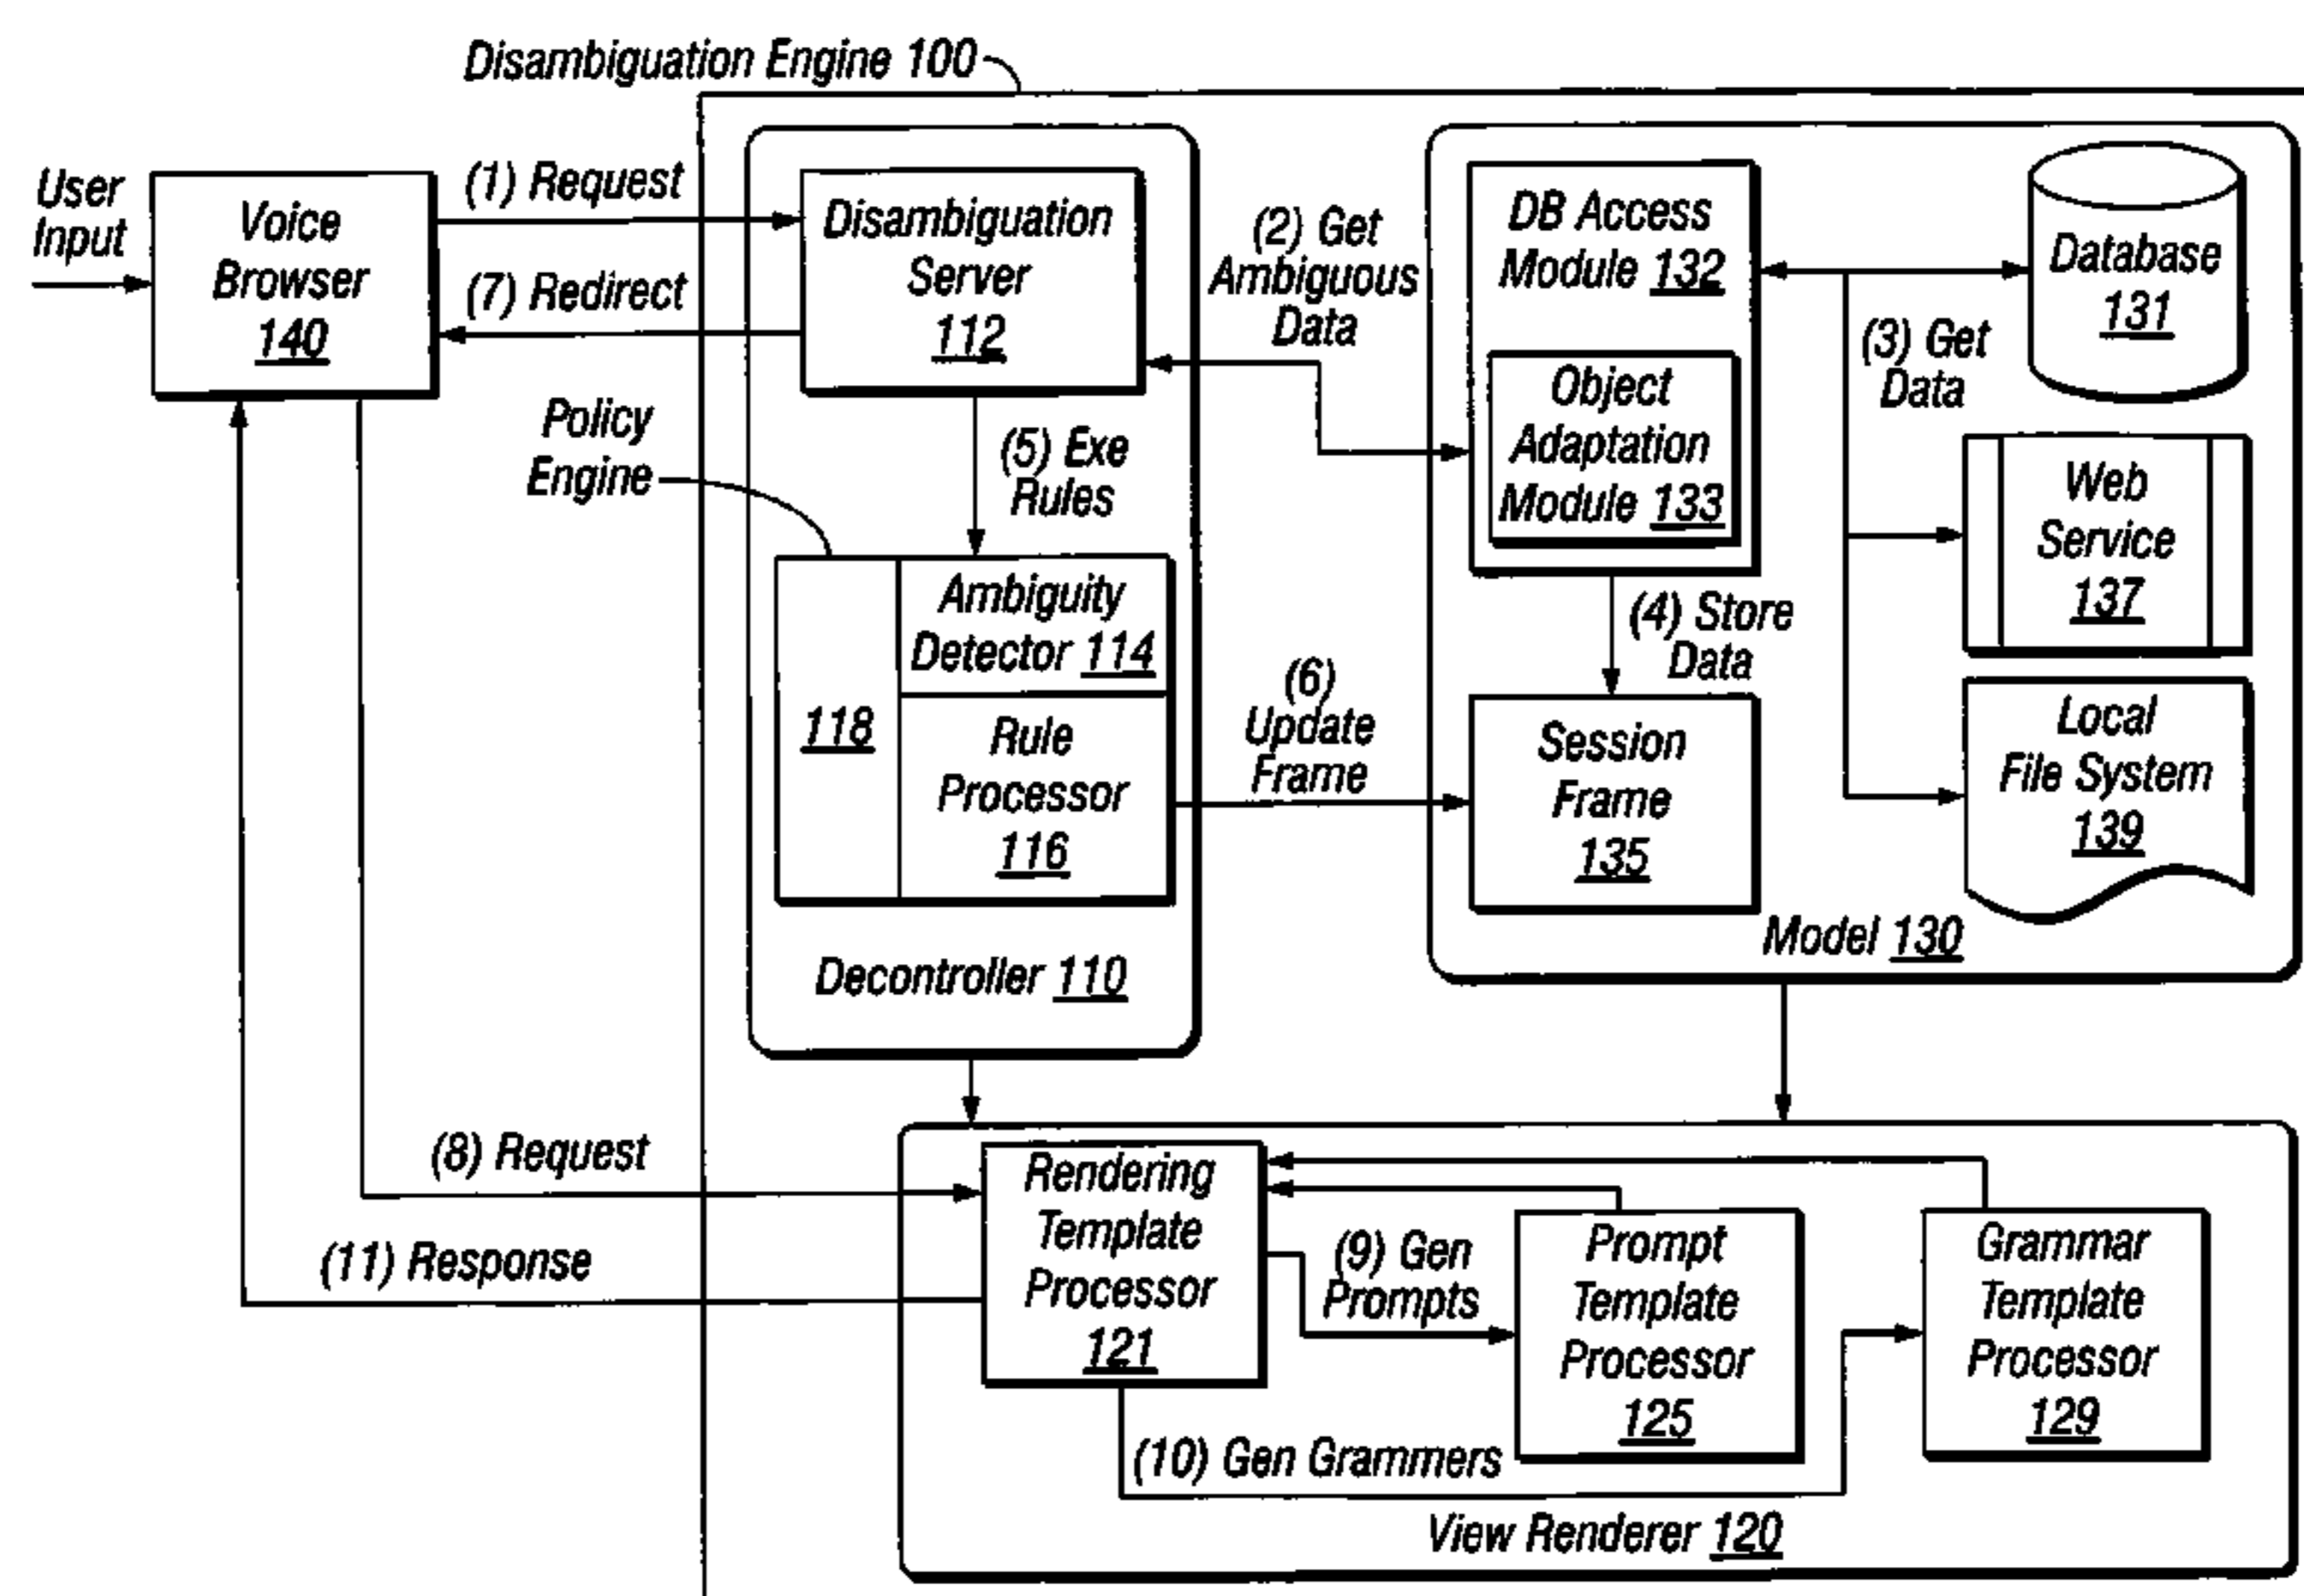 Disambiguation Engine 100
User
Input
Voice
Browser
140
(1) Request
(7) Redirect
Disambiguation
Server
112
(2) Get
Ambiguous
Data
DB Access
Module 132
Object
Adaptation
Module 133
Database
131
(3) Get
Data
Web
Service
137
Local
File System
139
Policy
Engine
(5) Exe
Rules
118
Ambiguity
Detector 114
Rule
Processor
116
Decontroller 110
(4) Store
Data
(6)
Update
Frame
Session
Frame
135
Model 130
(8) Request
(11) Response
Rendering
Template
Processor
121
(9) Gen
Prompts
Prompt
Template
Processor
125
Grammar
Template
Processor
129
(10) Gen Grammers
View Renderer 120